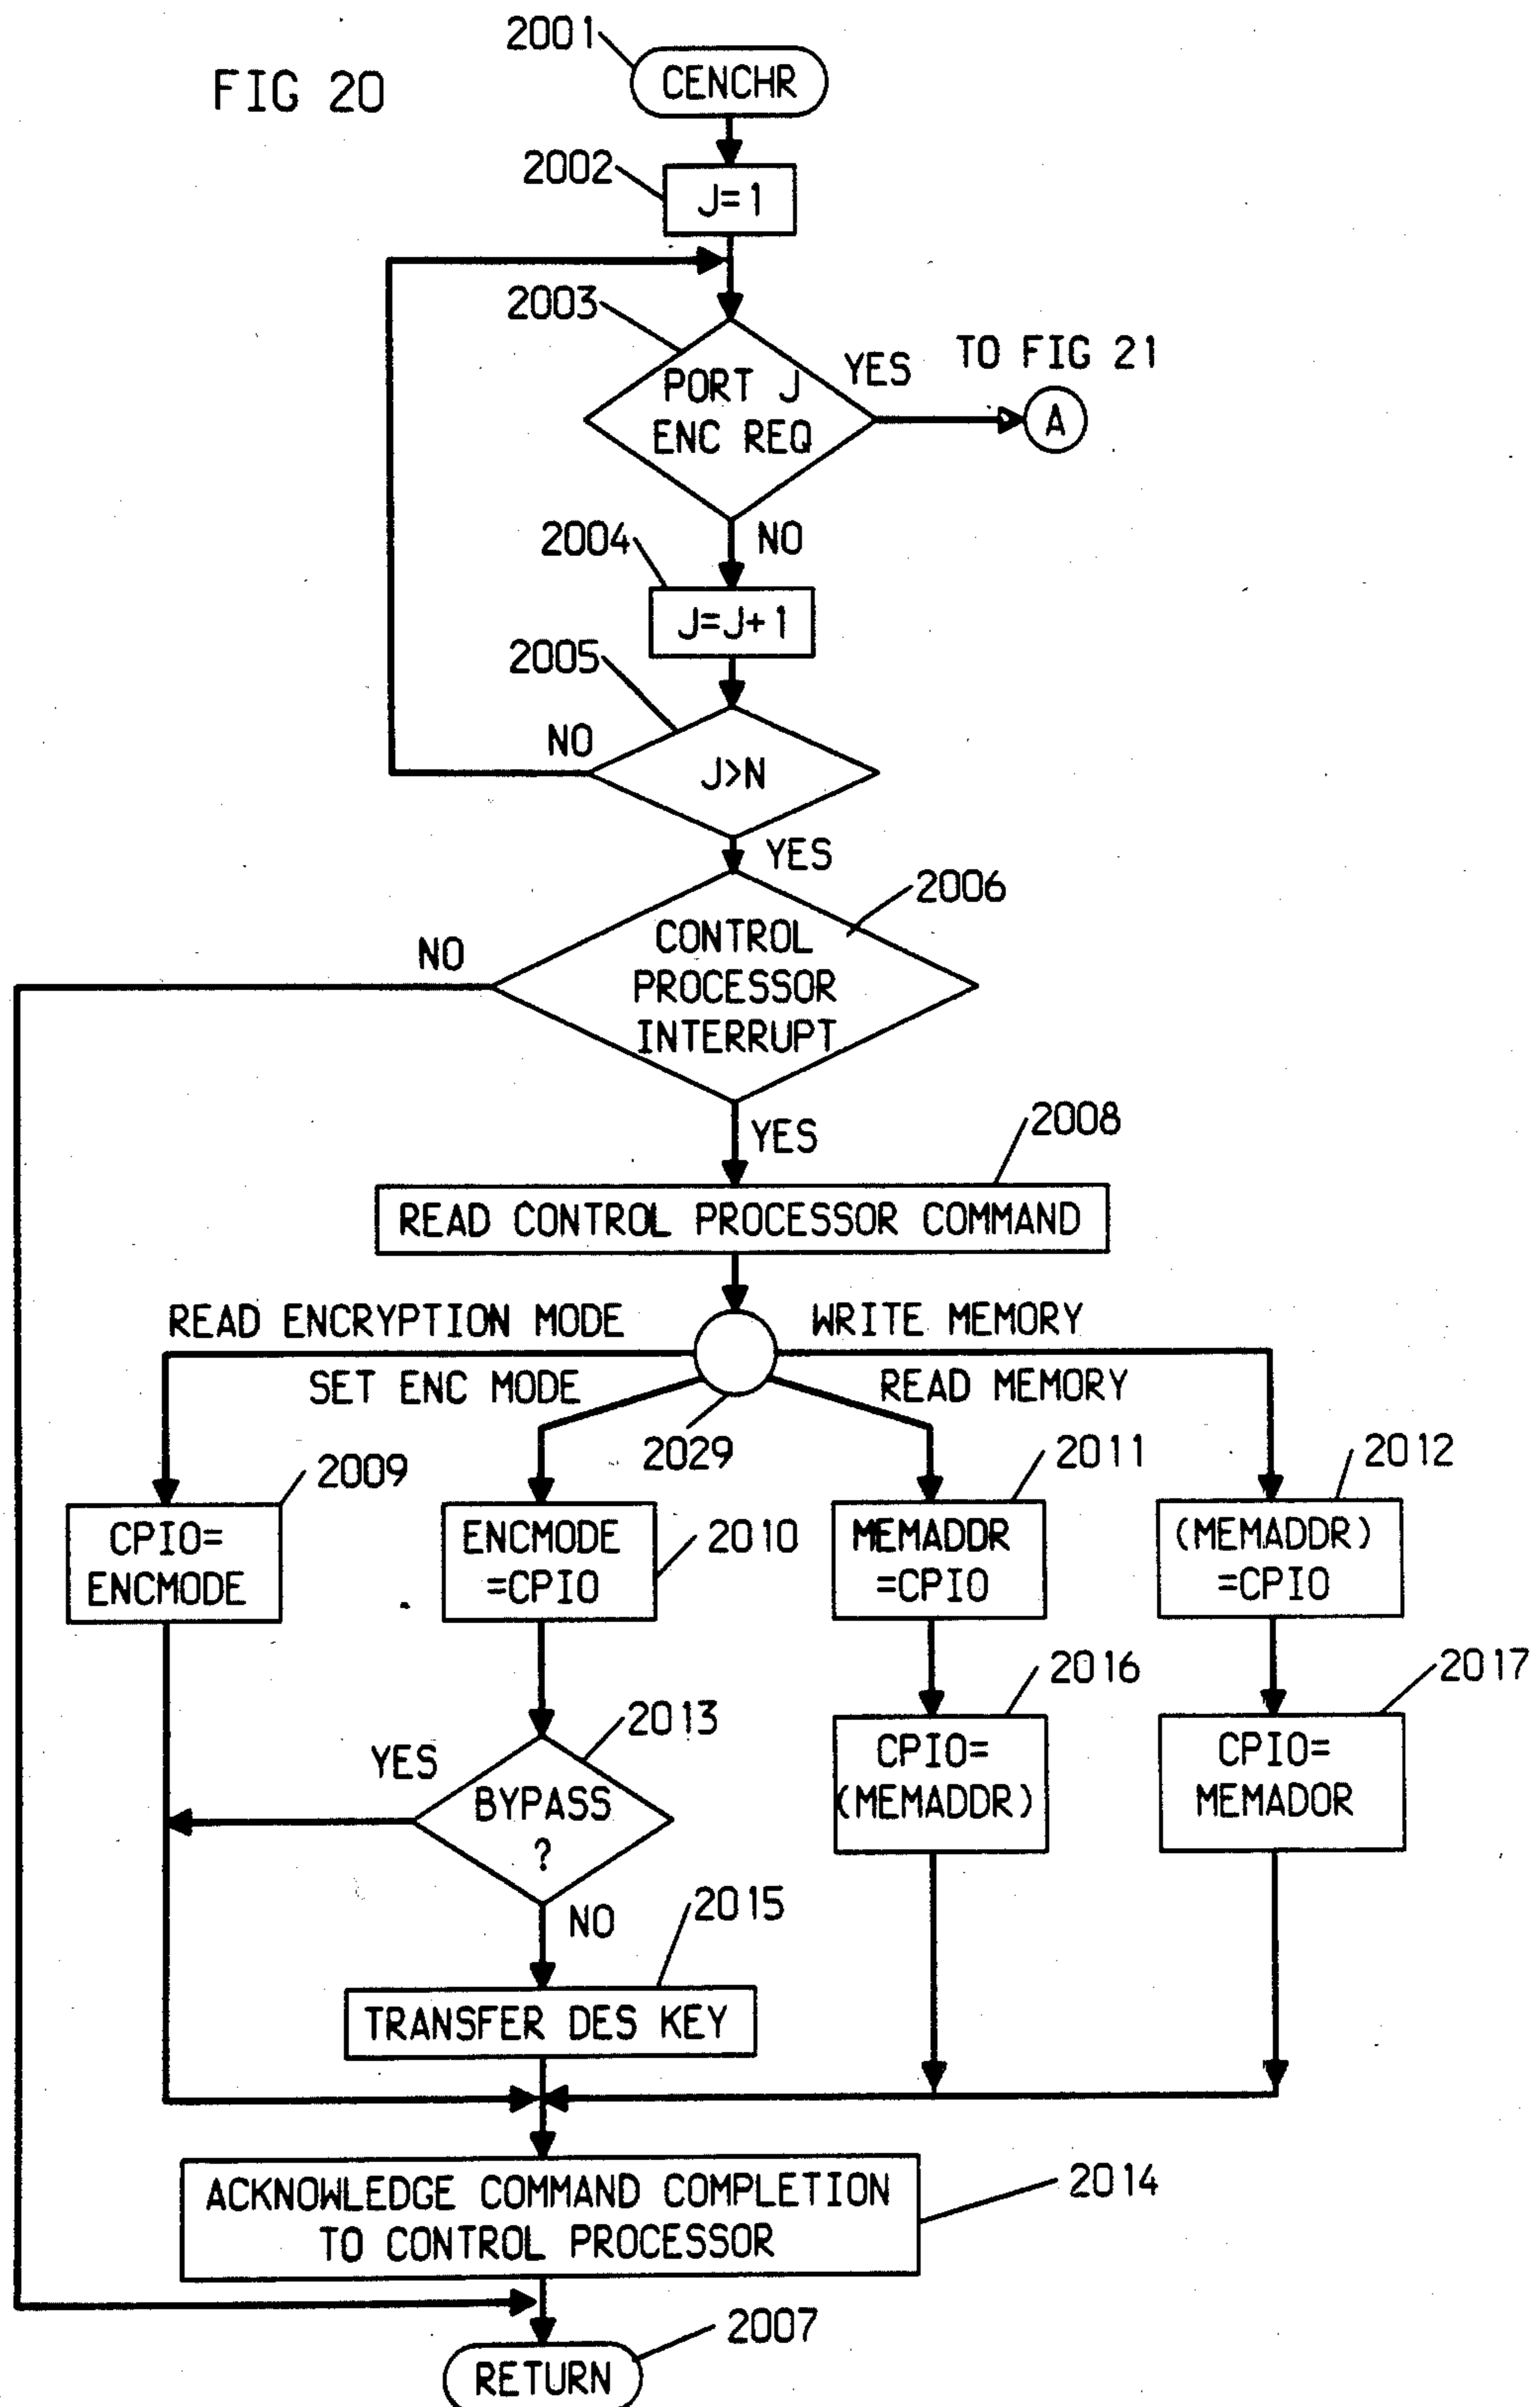 FIG 20
2001
CENCHR
2002
J=1
2003
PORT J
ENC REQ
YES
TO FIG 21
A
NO
2004
J=J+1
2005
NO
J>N
YES
2006
NO
CONTROL
PROCESSOR
INTERRUPT
YES
2008
READ CONTROL PROCESSOR COMMAND
READ ENCRYPTION MODE
WRITE MEMORY
SET ENC MODE
READ MEMORY
2029
2009
CPIO=
ENCMODE
2010
ENCMODE
=CPIO
2011
MEMADDR
=CPIO
2012
(MEMADDR)
=CPIO
2013
YES
BYPASS
?
NO
2016
CPIO=
(MEMADDR)
2017
CPIO=
MEMADOR
2015
TRANSFER DES KEY
2014
ACKNOWLEDGE COMMAND COMPLETION
TO CONTROL PROCESSOR
2007
RETURN